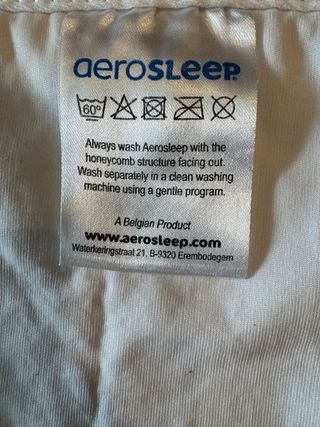 aerosleep
60°
Always wash Aerosleep with the
honeycomb structure facing out.
Wash separately in a clean washing
machine using a gentle program.
A Belgian Product
www.aerosleep.com
Waterkeringstraat 21, B-9320 Erembodegem